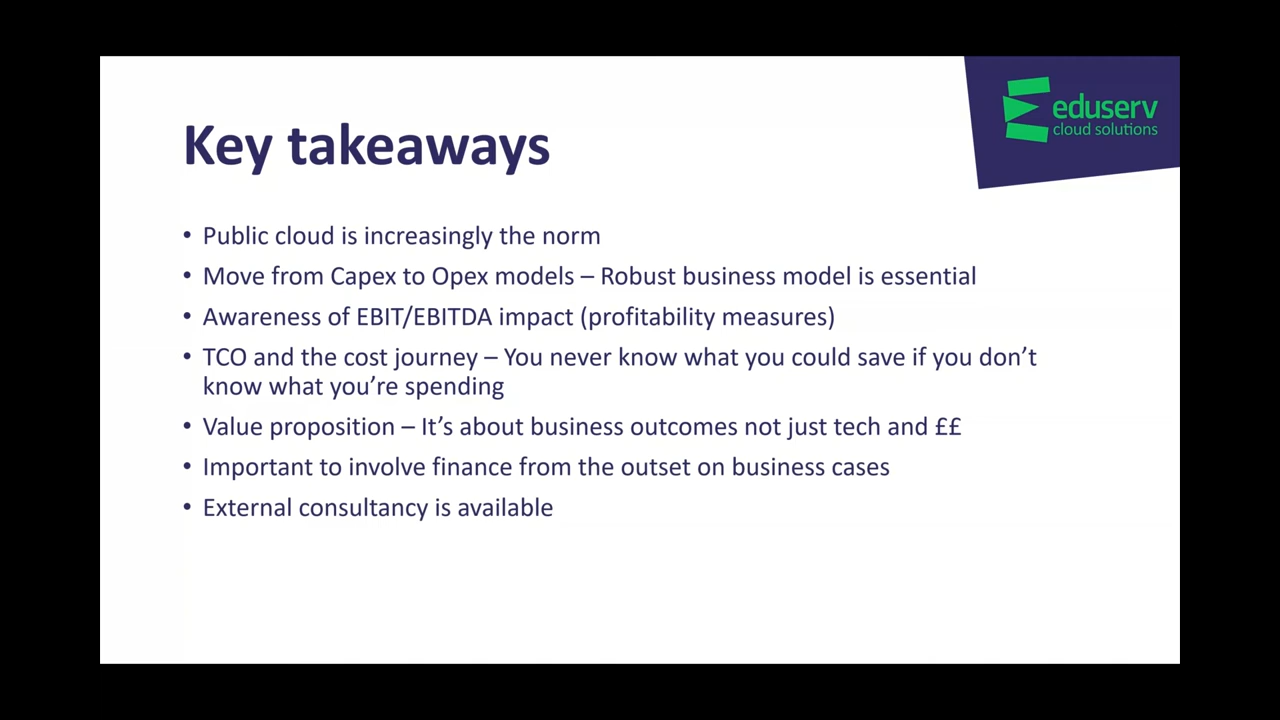 eduserv
cloud solutions
Key takeaways
• Public cloud is increasingly the norm
• Move from Capex to Opex models – Robust business model is essential
• Awareness of EBIT/EBITDA impact (profitability measures)
• TCO and the cost journey – You never know what you could save if you don’t
know what you’re spending
• Value proposition – It’s about business outcomes not just tech and ££
• Important to involve finance from the outset on business cases
• External consultancy is available